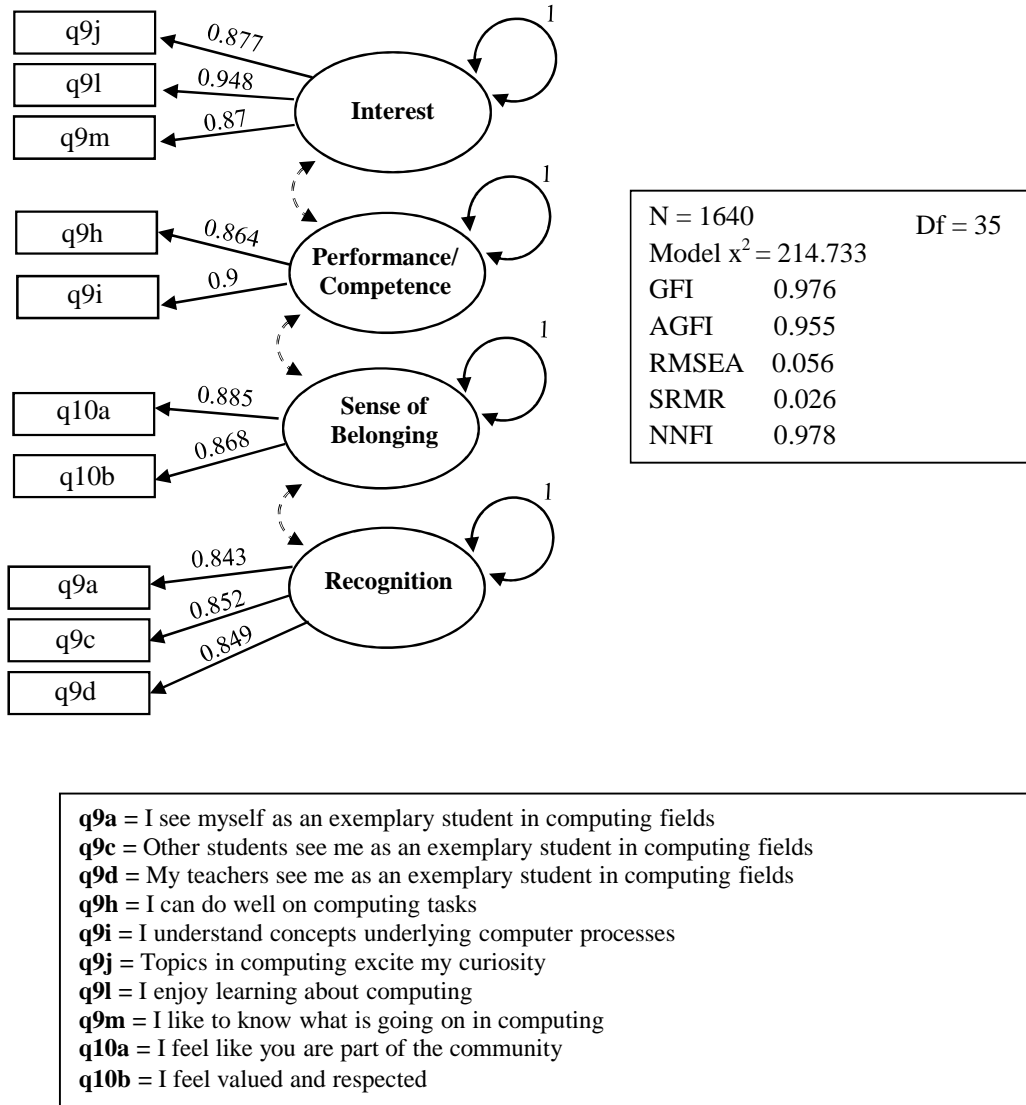 q9j
0.877
1
q9l
0.948
Interest
q9m
0.87
q9h
0.864
1
Performance/
Competence
q9i
0.9
q10a
0.885
1
Sense of
Belonging
q10b
0.868
q9a
0.843
1
Recognition
q9c
0.852
q9d
0.849
N = 1640 Df = 35
Model x² = 214.733
GFI 0.976
AGFI 0.955
RMSEA 0.056
SRMR 0.026
NNFI 0.978
q9a = I see myself as an exemplary student in computing fields
q9c = Other students see me as an exemplary student in computing fields
q9d = My teachers see me as an exemplary student in computing fields
q9h = I can do well on computing tasks
q9i = I understand concepts underlying computer processes
q9j = Topics in computing excite my curiosity
q9l = I enjoy learning about computing
q9m = I like to know what is going on in computing
q10a = I feel like you are part of the community
q10b = I feel valued and respected